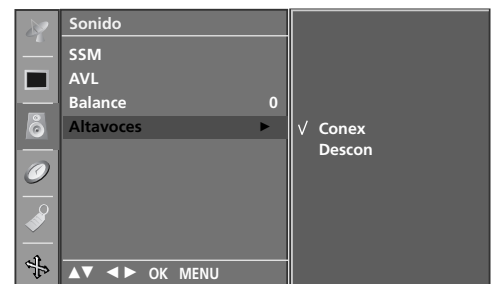 Sonido
SSM
AVL
Balance 0
Altavoces ►
√ Conex
Descon
▲▼ ◄► OK MENU